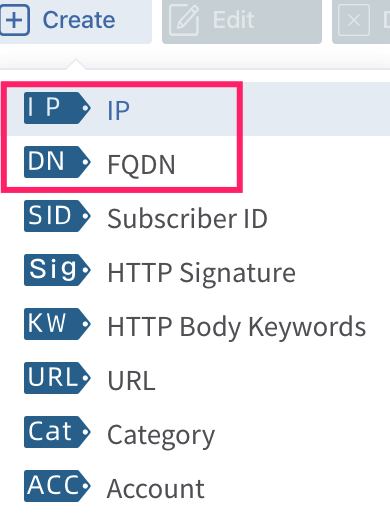 Create Edit
IP IP
DN FQDN
SID Subscriber ID
Sig HTTP Signature
KW HTTP Body Keywords
URL URL
Cat Category
ACC Account